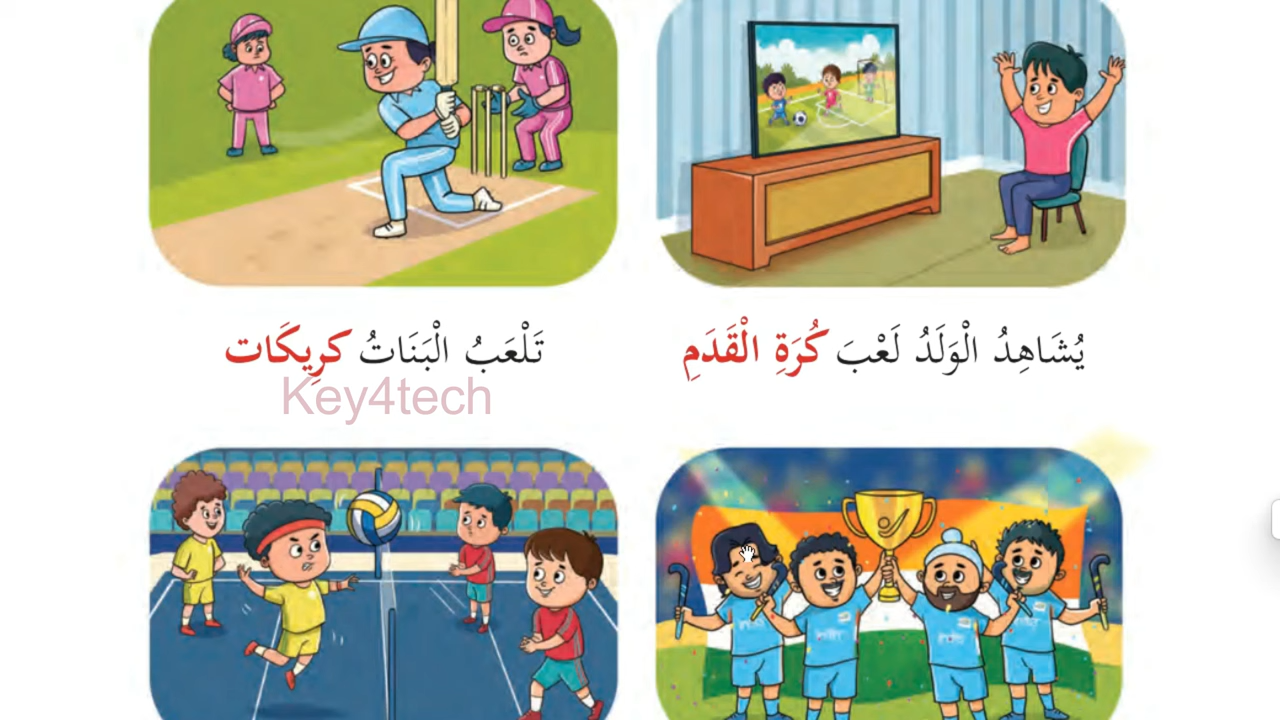 يُشَاهِدُ الْوَلَدُ لَعْبَ كُرَةِ الْقَدَمِ
تَلْعَبُ الْبَنَاتُ كرِيكَات
Key4tech